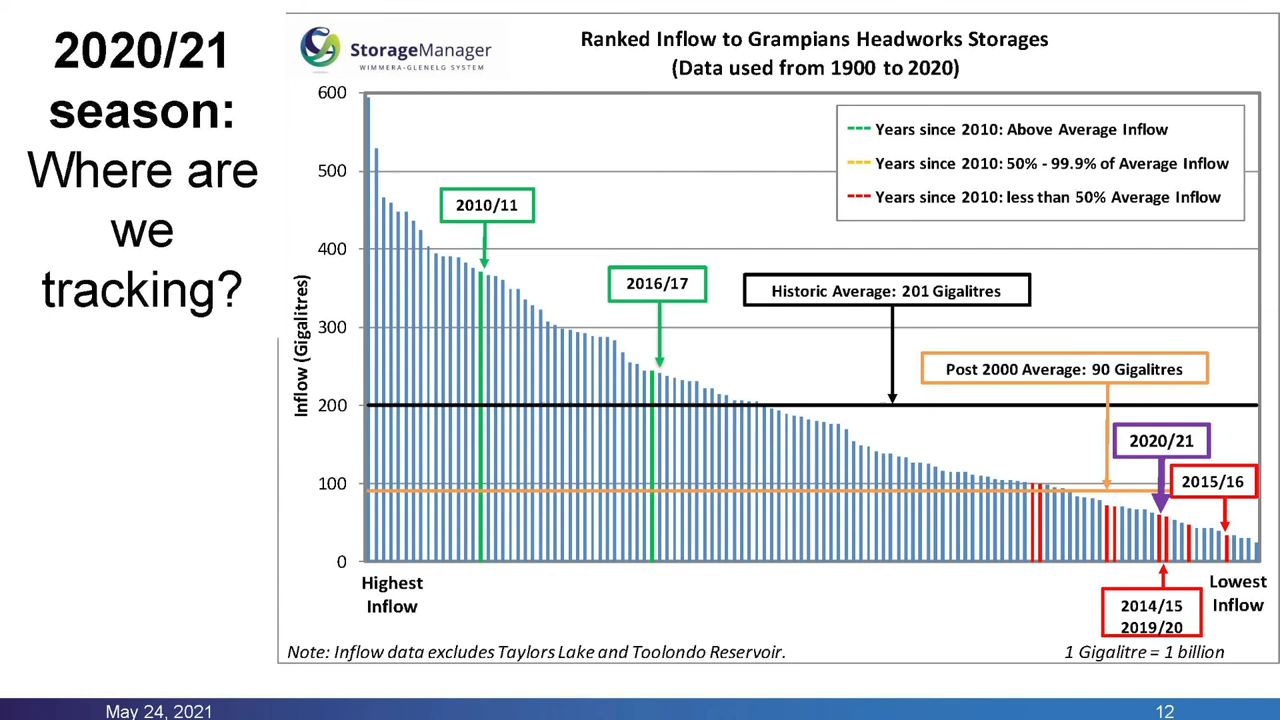 2020/21
season:
Where are
we
tracking?
StorageManager
WIMMERA-GLENELG SYSTEM
Ranked Inflow to Grampians Headworks Storages
(Data used from 1900 to 2020)
Inflow (Gigalitres)
600
500
400
300
200
100
0
Years since 2010: Above Average Inflow
Years since 2010: 50% - 99.9% of Average Inflow
Years since 2010: less than 50% Average Inflow
2010/11
2016/17
Historic Average: 201 Gigalitres
Post 2000 Average: 90 Gigalitres
2020/21
2015/16
Highest
Inflow
Lowest
Inflow
2014/15
2019/20
Note: Inflow data excludes Taylors Lake and Toolondo Reservoir.
1 Gigalitre = 1 billion
May 24, 2021
12